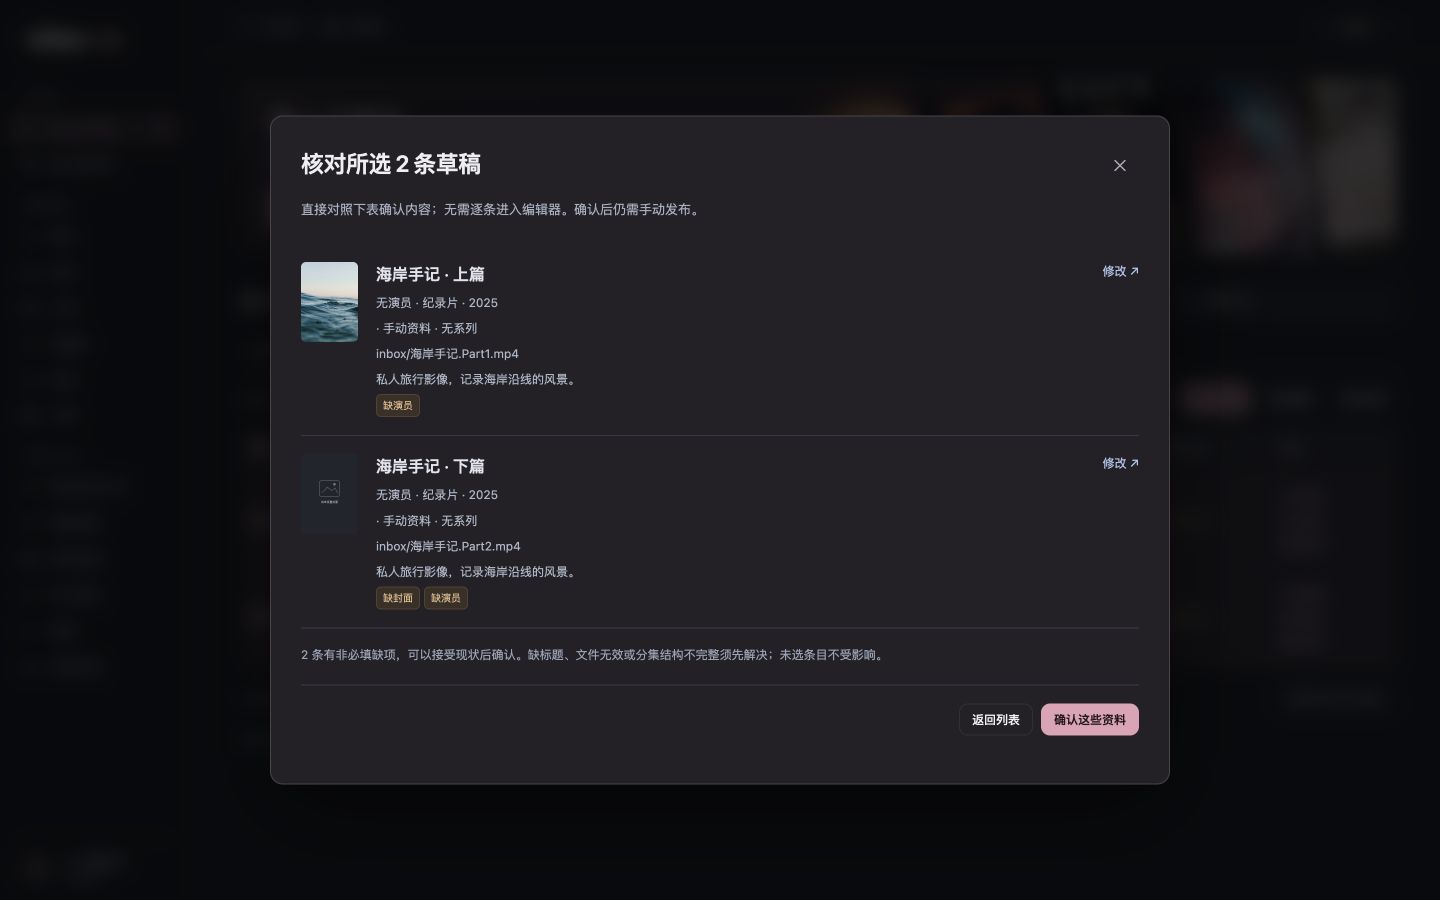 核对所选 2 条草稿
直接对照下表确认内容；无需逐条进入编辑器。确认后仍需手动发布。
海岸手记 · 上篇
修改 ↗
无演员 · 纪录片 · 2025
· 手动资料 · 无系列
inbox/海岸手记.Part1.mp4
私人旅行影像，记录海岸沿线的风景。
缺演员
海岸手记 · 下篇
修改 ↗
无演员 · 纪录片 · 2025
· 手动资料 · 无系列
inbox/海岸手记.Part2.mp4
私人旅行影像，记录海岸沿线的风景。
缺封面 缺演员
2 条有非必填缺项，可以接受现状后确认。缺标题、文件无效或分集结构不完整须先解决；未选条目不受影响。
返回列表 确认这些资料